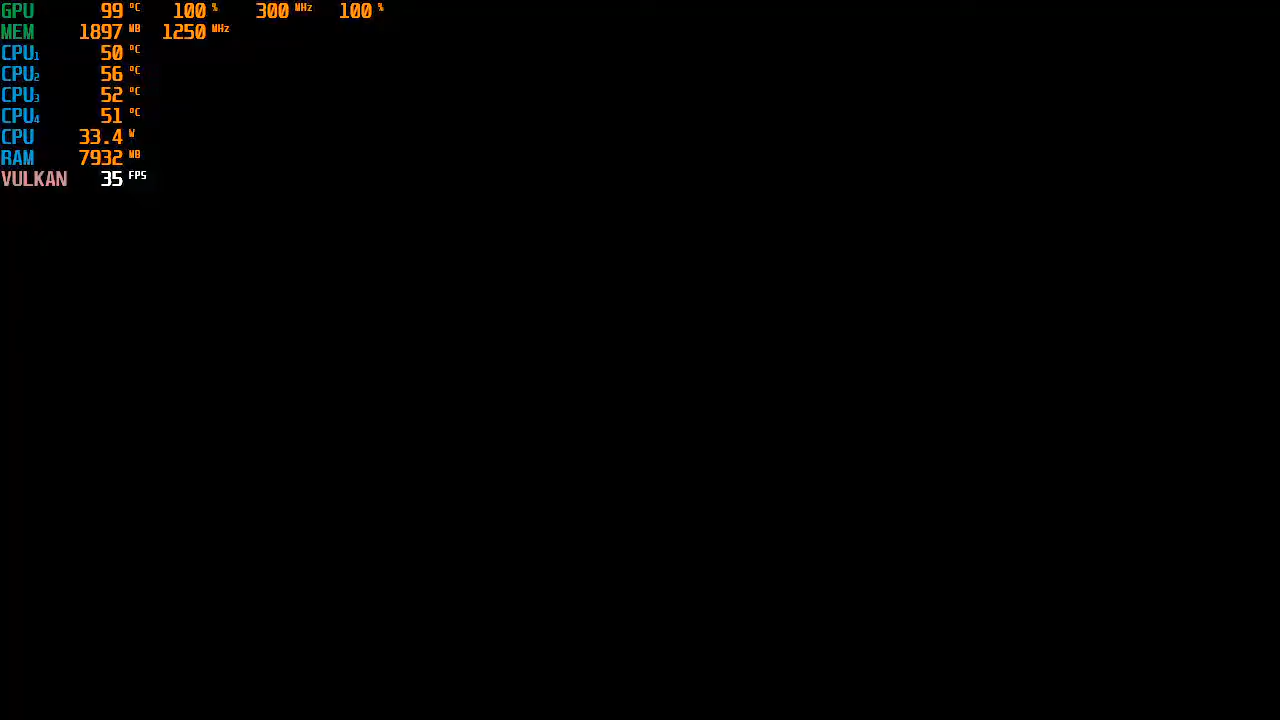 GPU 99 °C 100 % 300 MHz 100 %
MEM 1897 MB 1250 MHz
CPU1 50 °C
CPU2 56 °C
CPU3 52 °C
CPU4 51 °C
CPU 33.4 W
RAM 7932 MB
VULKAN 35 FPS